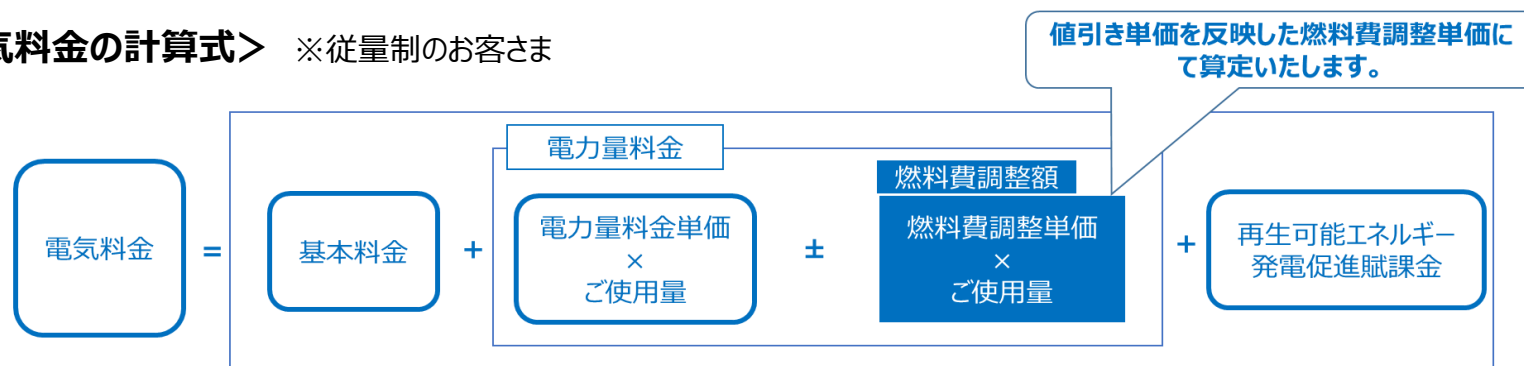 気料金の計算式＞ ※従量制のお客さま
値引き単価を反映した燃料費調整単価に
て算定いたします。
電力量料金
燃料費調整額
電気料金
＝
基本料金
＋
電力量料金単価
×
ご使用量
±
燃料費調整単価
×
ご使用量
＋
再生可能エネルギー
発電促進賦課金